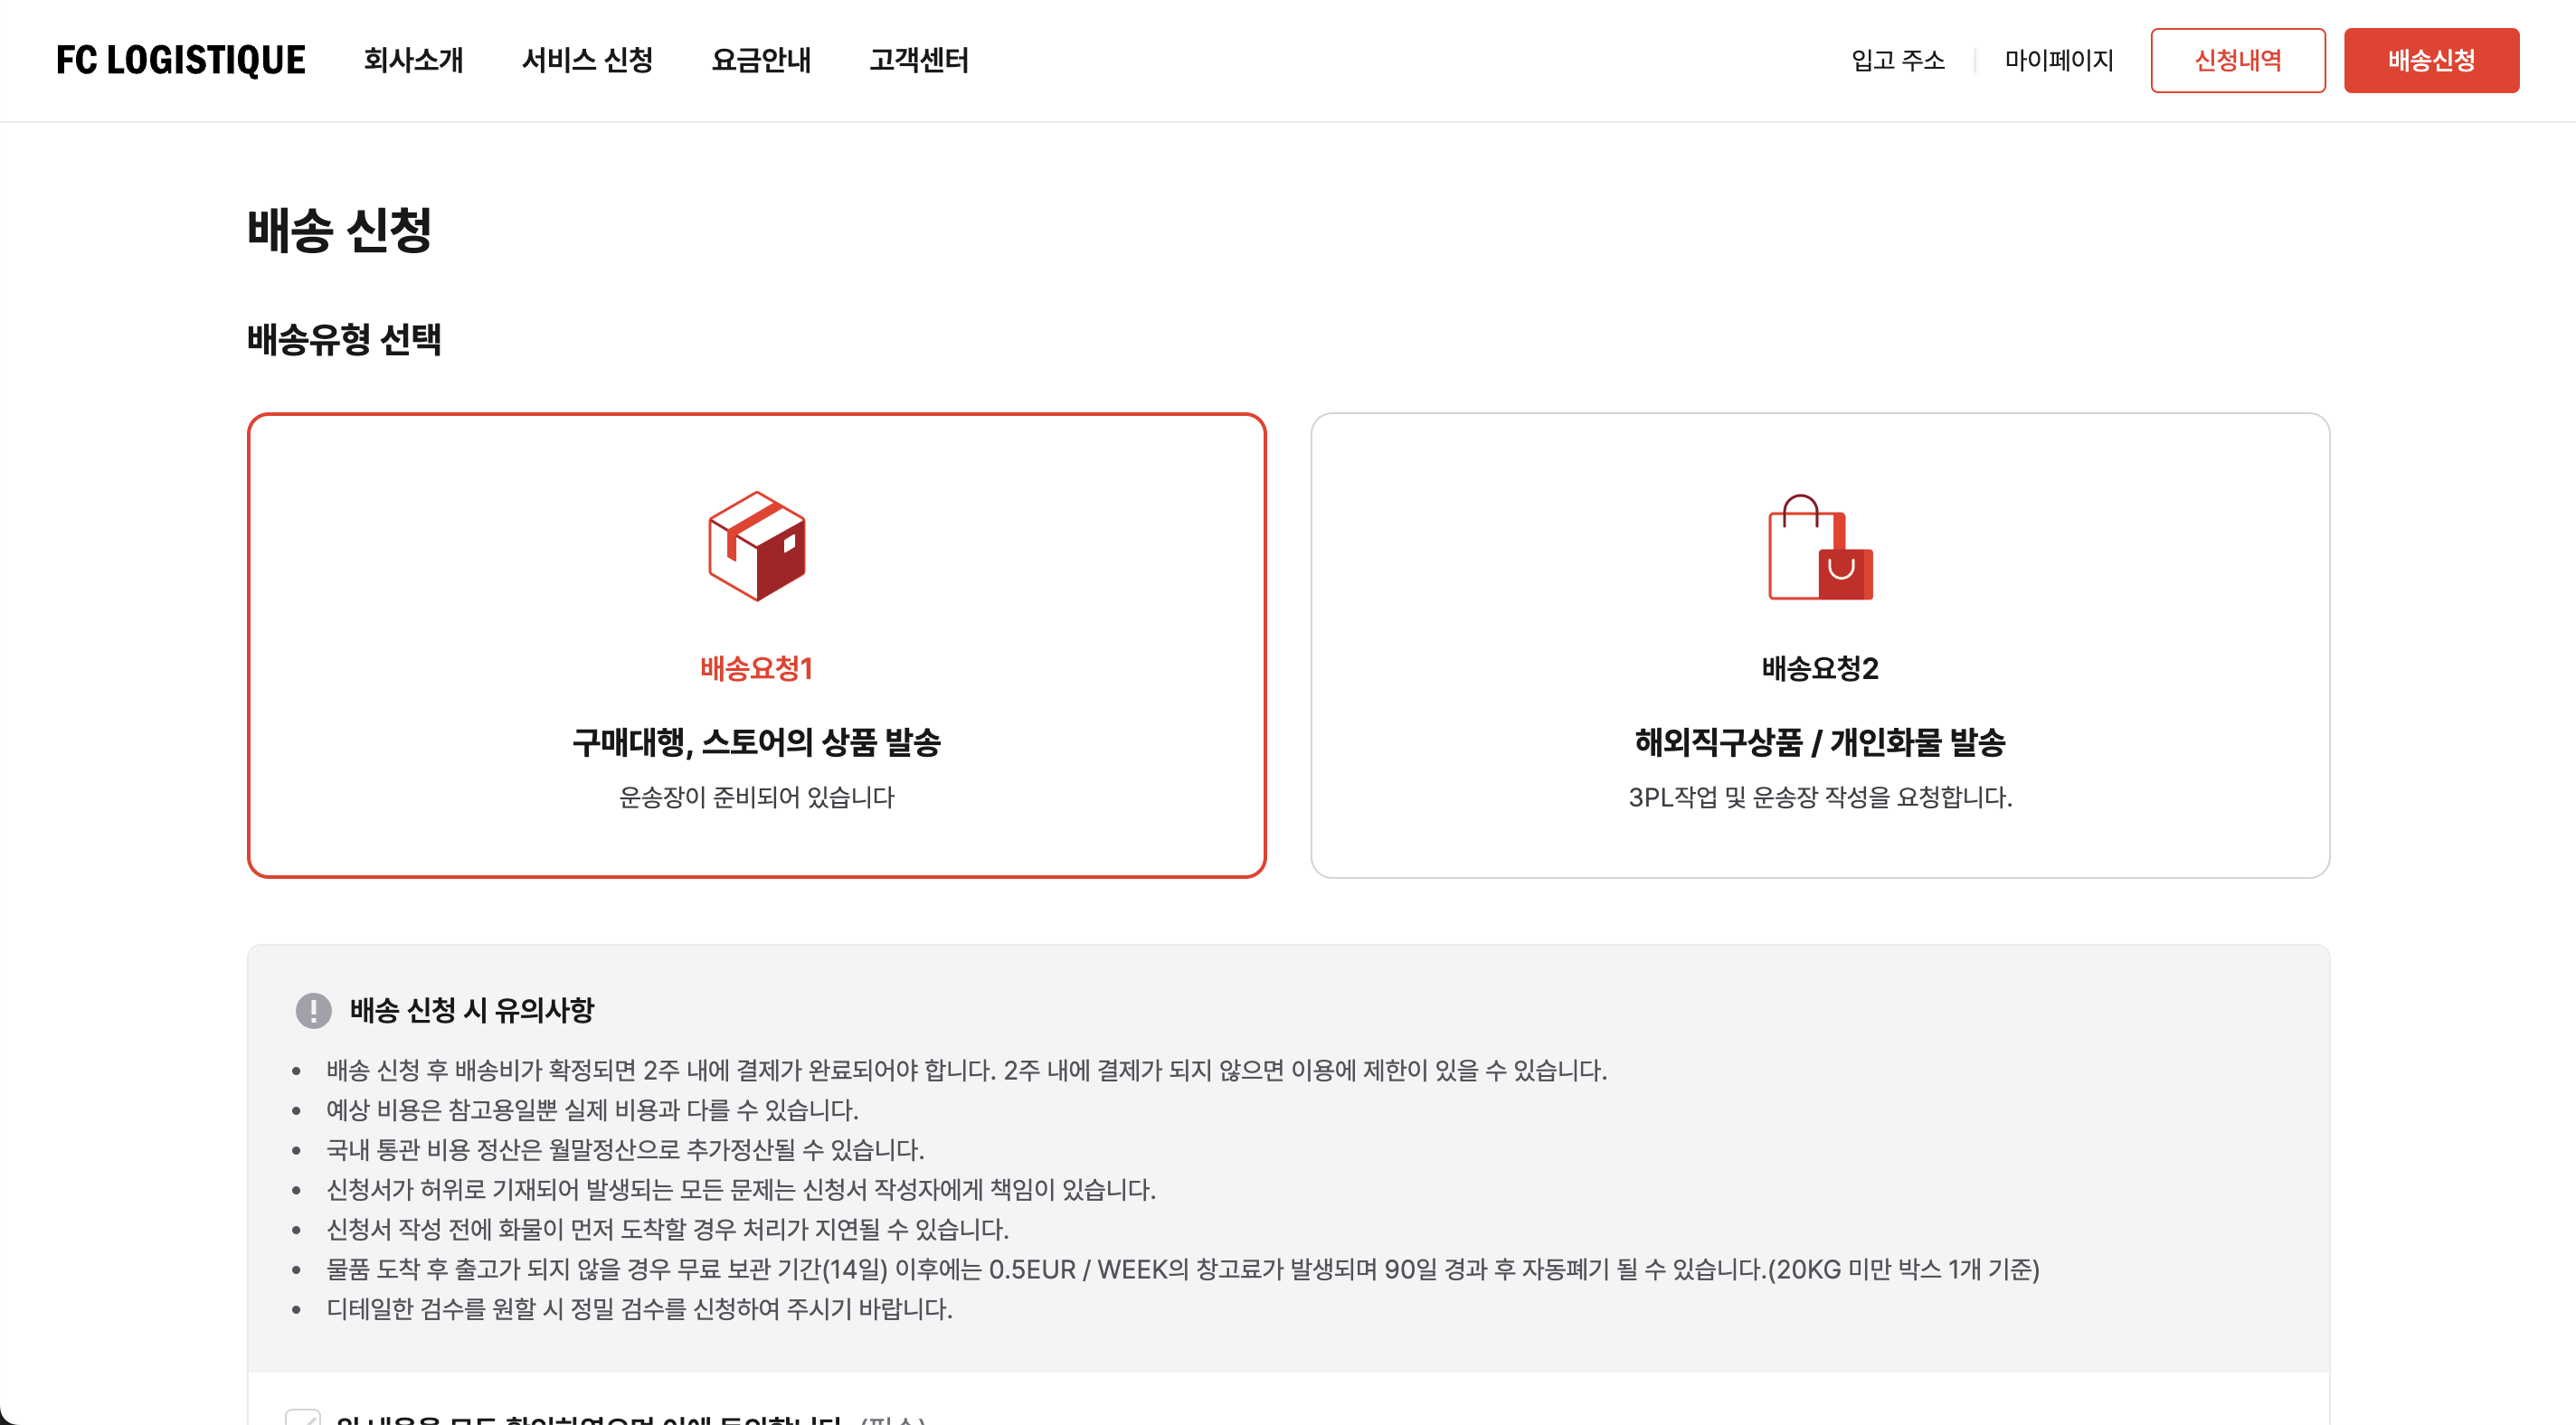 FC LOGISTIQUE 회사소개 서비스 신청 요금안내 고객센터 입고 주소 마이페이지 신청내역 배송신청
배송 신청
배송유형 선택
배송요청1
구매대행, 스토어의 상품 발송
운송장이 준비되어 있습니다
배송요청2
해외직구상품 / 개인화물 발송
3PL작업 및 운송장 작성을 요청합니다.
배송 신청 시 유의사항
• 배송 신청 후 배송비가 확정되면 2주 내에 결제가 완료되어야 합니다. 2주 내에 결제가 되지 않으면 이용에 제한이 있을 수 있습니다.
• 예상 비용은 참고용일뿐 실제 비용과 다를 수 있습니다.
• 국내 통관 비용 정산은 월말정산으로 추가정산될 수 있습니다.
• 신청서가 허위로 기재되어 발생되는 모든 문제는 신청서 작성자에게 책임이 있습니다.
• 신청서 작성 전에 화물이 먼저 도착할 경우 처리가 지연될 수 있습니다.
• 물품 도착 후 출고가 되지 않을 경우 무료 보관 기간(14일) 이후에는 0.5EUR / WEEK의 창고료가 발생되며 90일 경과 후 자동폐기 될 수 있습니다.(20KG 미만 박스 1개 기준)
• 디테일한 검수를 원할 시 정밀 검수를 신청하여 주시기 바랍니다.